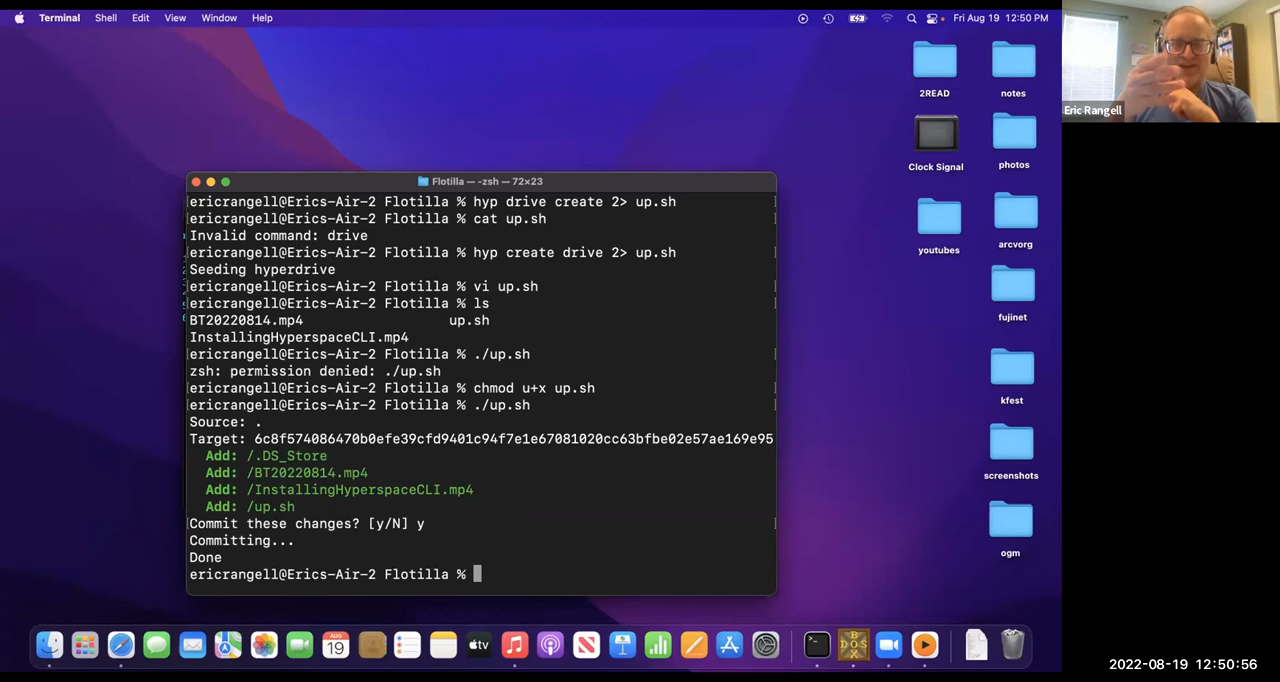 Terminal Shell Edit View Window Help
Fri Aug 19 12:50 PM
Eric Rangell
2READ
notes
Clock Signal
photos
youtubes
arcvorg
fujinet
kfest
screenshots
ogm
Flotilla — -zsh — 72×23
ericrangell@Erics-Air-2 Flotilla % hyp drive create 2> up.sh
ericrangell@Erics-Air-2 Flotilla % cat up.sh
Invalid command: drive
ericrangell@Erics-Air-2 Flotilla % hyp create drive 2> up.sh
Seeding hyperdrive
ericrangell@Erics-Air-2 Flotilla % vi up.sh
ericrangell@Erics-Air-2 Flotilla % ls
BT20220814.mp4 up.sh
InstallingHyperspaceCLI.mp4
ericrangell@Erics-Air-2 Flotilla % ./up.sh
zsh: permission denied: ./up.sh
ericrangell@Erics-Air-2 Flotilla % chmod u+x up.sh
ericrangell@Erics-Air-2 Flotilla % ./up.sh
Source: .
Target: 6c8f574086470b0efe39cfd9401c94f7e1e67081020cc63bfbe02e57ae169e95
Add: /.DS_Store
Add: /BT20220814.mp4
Add: /InstallingHyperspaceCLI.mp4
Add: /up.sh
Commit these changes? [y/N] y
Committing...
Done
ericrangell@Erics-Air-2 Flotilla %
AUG
19
tv
DOS
2022-08-19 12:50:56